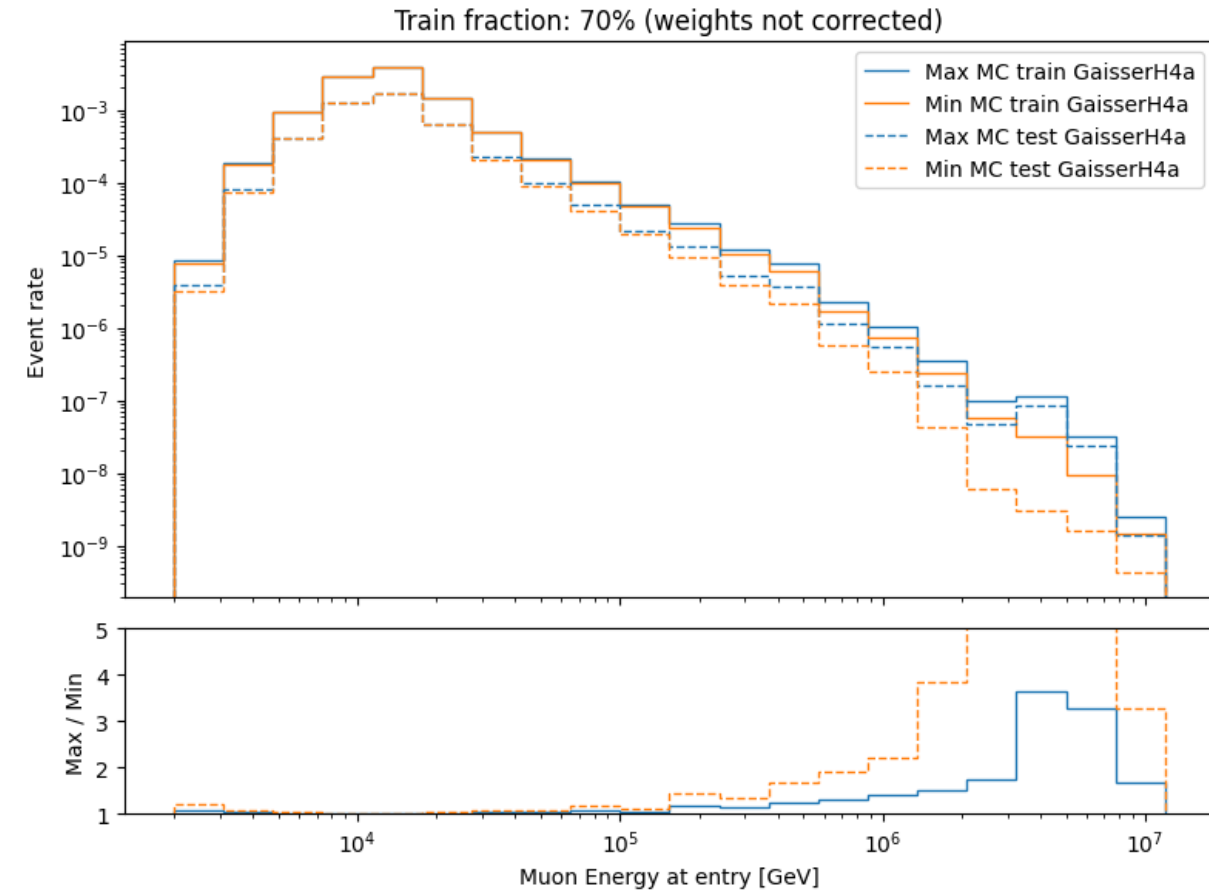 Train fraction: 70% (weights not corrected)
Max MC train GaisserH4a
Min MC train GaisserH4a
Max MC test GaisserH4a
Min MC test GaisserH4a
Event rate
10⁻³
10⁻⁴
10⁻⁵
10⁻⁶
10⁻⁷
10⁻⁸
10⁻⁹
Max / Min
5
4
3
2
1
10⁴ 10⁵ 10⁶ 10⁷
Muon Energy at entry [GeV]